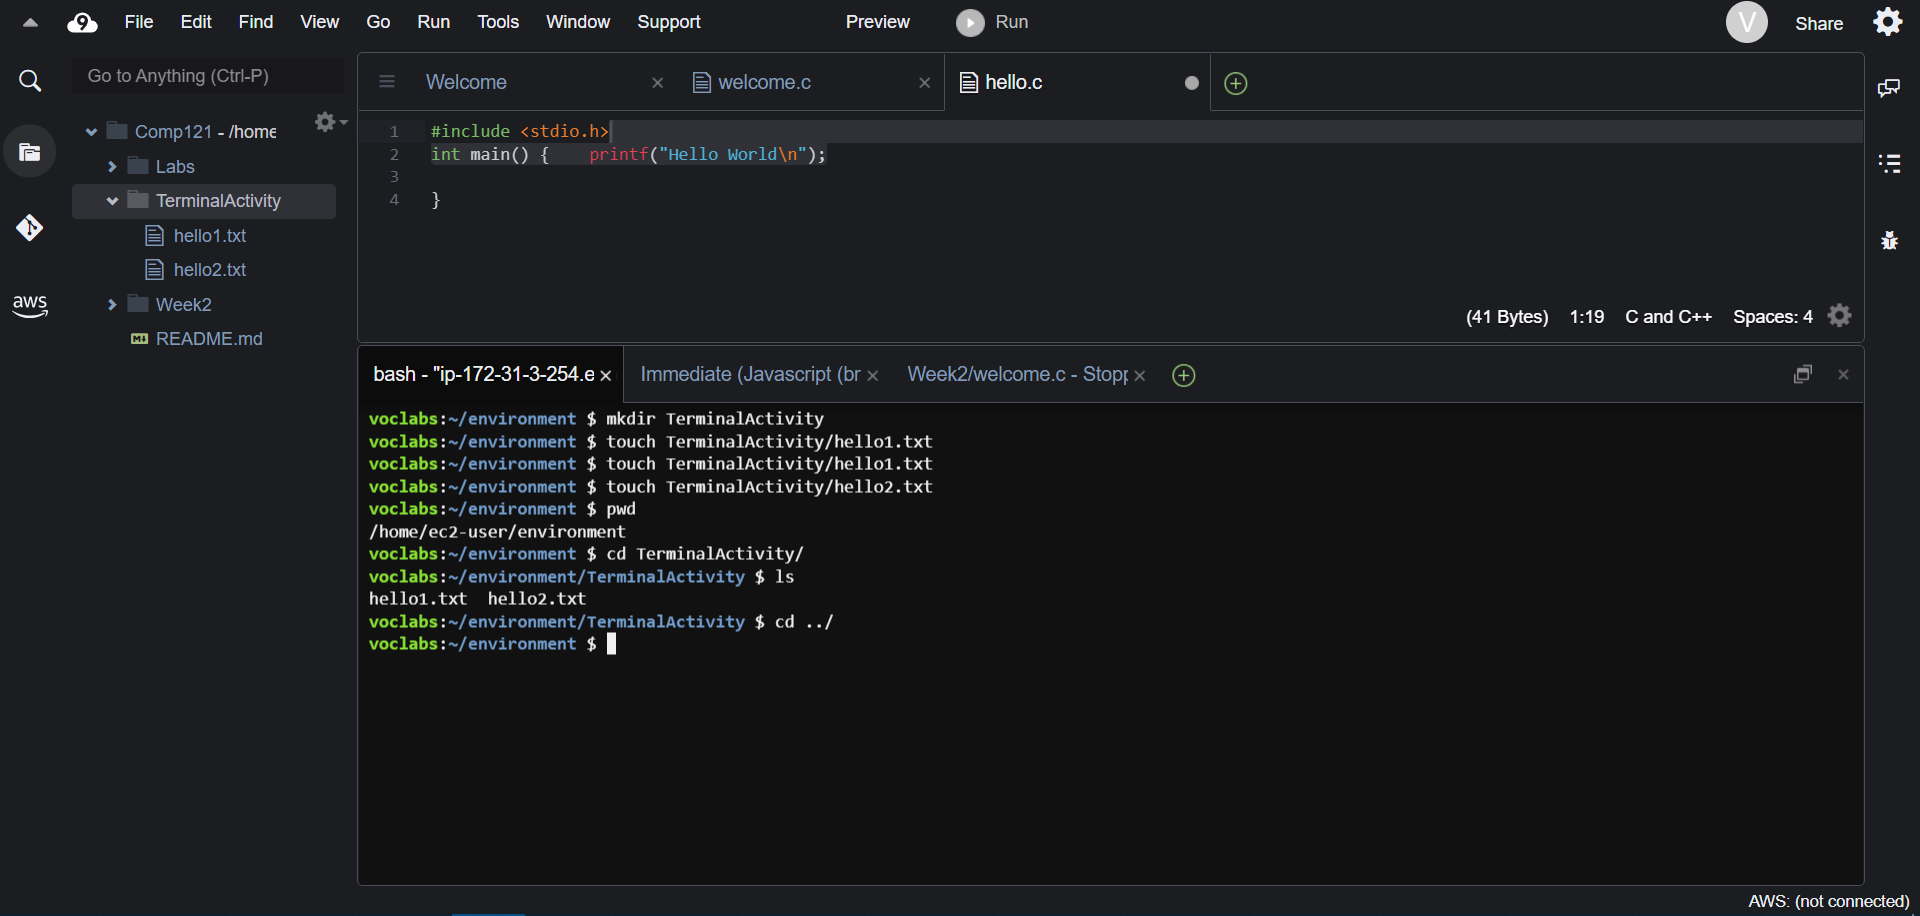 9 File Edit Find View Go Run Tools Window Support Preview Run V Share
Go to Anything (Ctrl-P)
Comp121 - /home
Labs
TerminalActivity
hello1.txt
hello2.txt
Week2
README.md
aws
Welcome welcome.c hello.c
1 #include <stdio.h>
2 int main() {    printf("Hello World\n");
3
4 }
(41 Bytes) 1:19 C and C++ Spaces: 4
bash - "ip-172-31-3-254.e Immediate (Javascript (br Week2/welcome.c - Stopp
voclabs:~/environment $ mkdir TerminalActivity
voclabs:~/environment $ touch TerminalActivity/hello1.txt
voclabs:~/environment $ touch TerminalActivity/hello1.txt
voclabs:~/environment $ touch TerminalActivity/hello2.txt
voclabs:~/environment $ pwd
/home/ec2-user/environment
voclabs:~/environment $ cd TerminalActivity/
voclabs:~/environment/TerminalActivity $ ls
hello1.txt  hello2.txt
voclabs:~/environment/TerminalActivity $ cd ../
voclabs:~/environment $
AWS: (not connected)